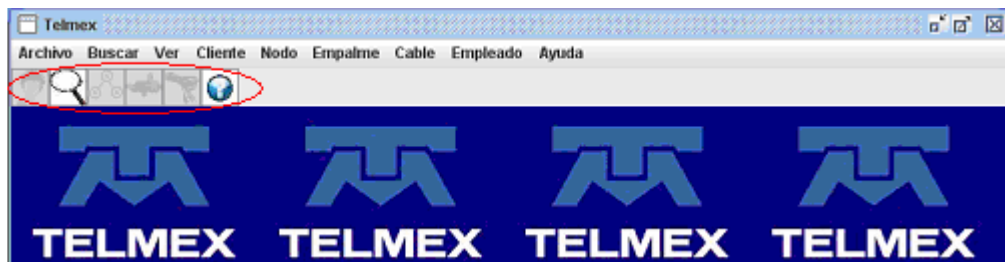 Telmex
Archivo Buscar Ver Cliente Nodo Empalme Cable Empleado Ayuda
TELMEX TELMEX TELMEX TELMEX